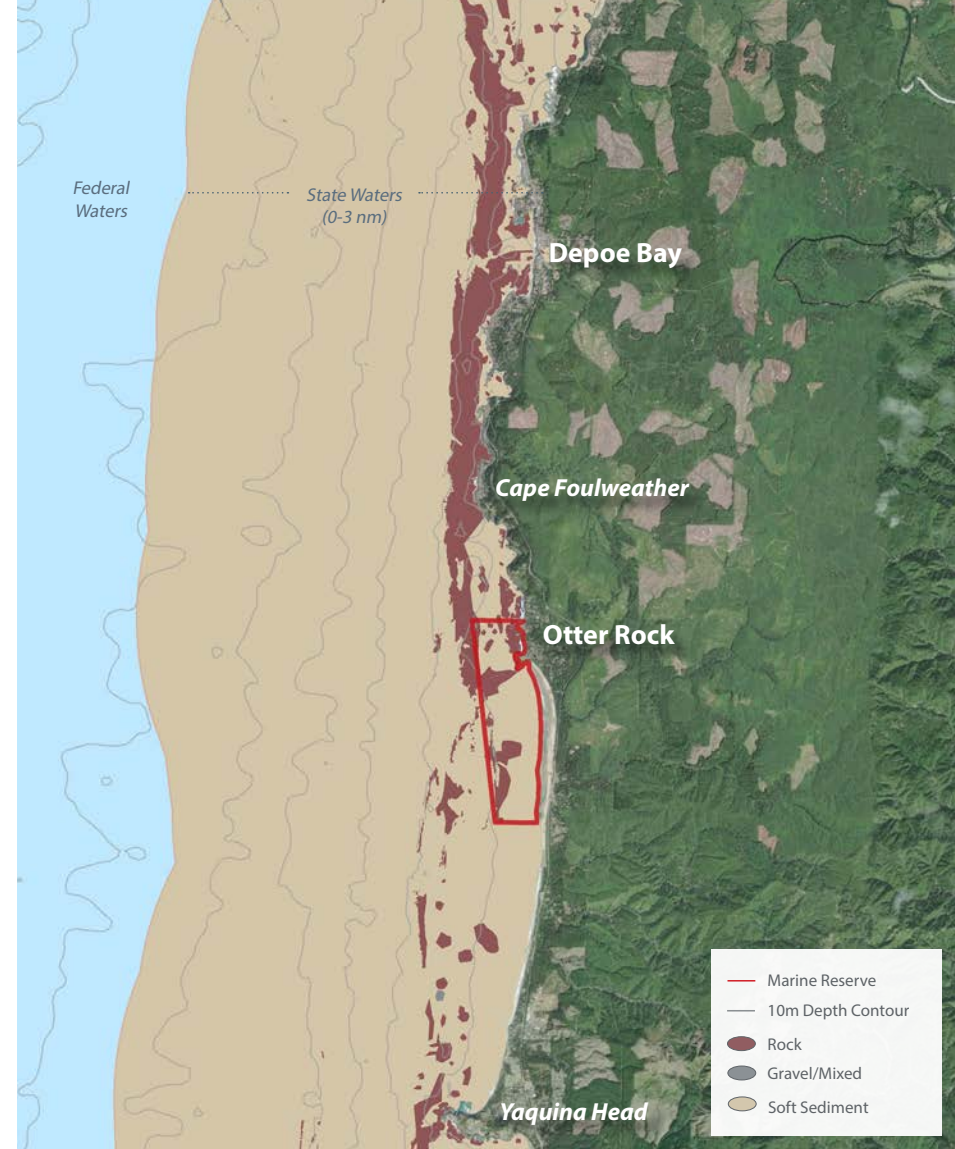 Federal
Waters
State Waters
(0-3 nm)
Depoe Bay
Cape Foulweather
Otter Rock
Yaquina Head
Marine Reserve
10m Depth Contour
Rock
Gravel/Mixed
Soft Sediment